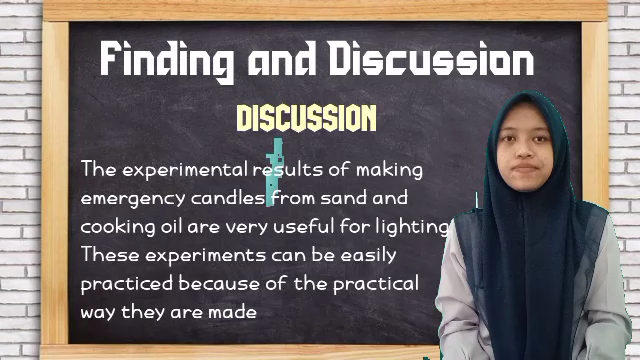 Finding and Discussion
DISCUSSION
The experimental results of making
emergency candles from sand and
cooking oil are very useful for lighting
These experiments can be easily
practiced because of the practical
way they are made